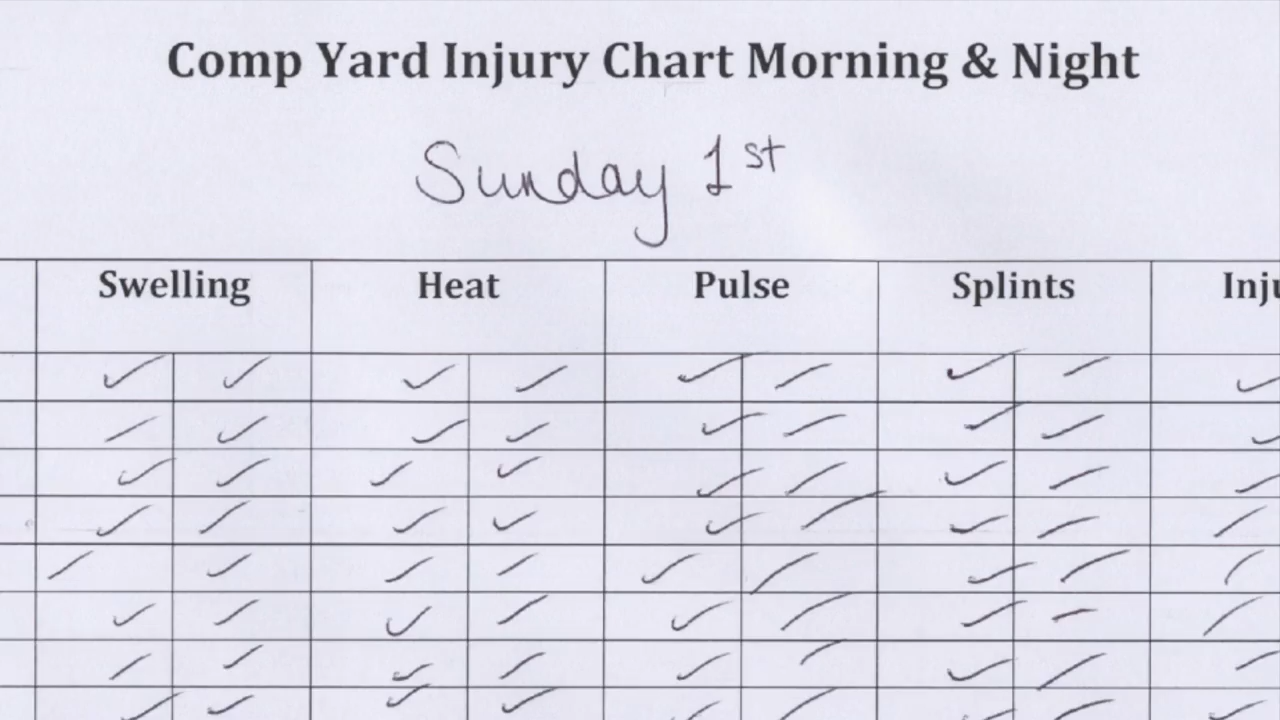 Comp Yard Injury Chart Morning & Night
Sunday 1st
Swelling Heat Pulse Splints